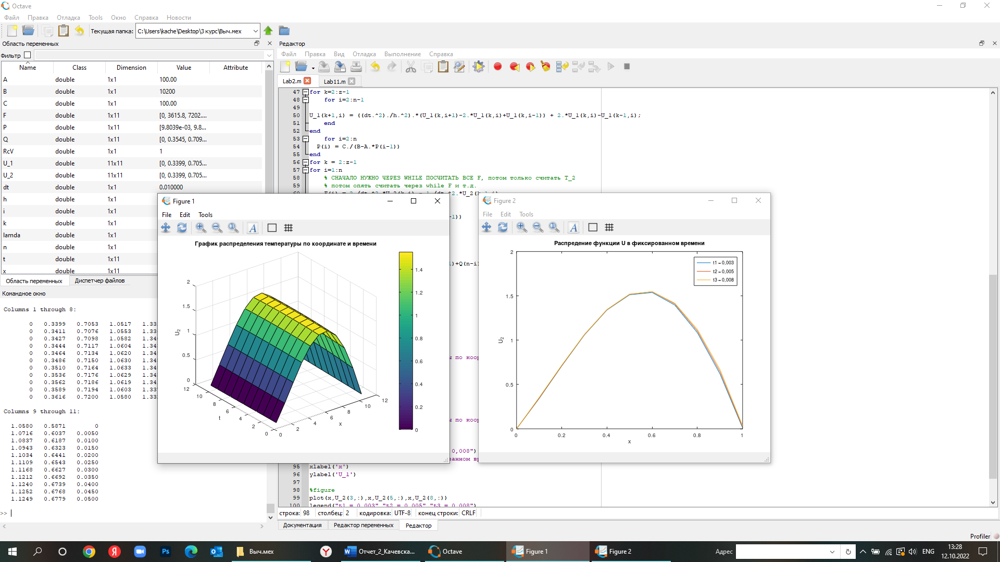 Octave
Файл Правка Отладка Tools Окно Справка Новости
Текущая папка: C:\Users\kache\Desktop\3 курс\Выч.мех
Область переменных
Фильтр
Name Class Dimension Value Attribute
A double 1x1 100.00
B double 1x1 10200
C double 1x1 100.00
F double 1x11 [0, 3615.8, 7202....
P double 1x11 [9.8039e-03, 9.8...
Q double 1x11 [0, 0.3545, 0.709...
RcV double 1x1 1
U_1 double 11x11 [0, 0.3399, 0.705...
U_2 double 11x11 [0, 0.3399, 0.705...
dt double 1x1 0.010000
h double 1x1
i double 1x1
k double 1x1
lamda double 1x1
n double 1x1
t double 1x11
x double 1x11
Область переменных Диспетчер файлов
Командное окно
Columns 1 through 8:
0 0.3399 0.7053 1.0517 1.33
0 0.3411 0.7076 1.0553 1.33
0 0.3427 0.7098 1.0582 1.34
0 0.3444 0.7117 1.0604 1.34
0 0.3464 0.7134 1.0620 1.34
0 0.3486 0.7150 1.0630 1.34
0 0.3510 0.7164 1.0633 1.34
0 0.3536 0.7176 1.0629 1.34
0 0.3562 0.7186 1.0619 1.34
0 0.3589 0.7194 1.0603 1.33
0 0.3616 0.7200 1.0580 1.33
Columns 9 through 11:
1.0580 0.5871 0
1.0716 0.6037 0.0050
1.0837 0.6187 0.0100
1.0943 0.6323 0.0150
1.1034 0.6441 0.0200
1.1109 0.6543 0.0250
1.1168 0.6627 0.0300
1.1212 0.6692 0.0350
1.1240 0.6739 0.0400
1.1252 0.6768 0.0450
1.1249 0.6779 0.0500
>>
Редактор
Файл Правка Вид Отладка Выполнение Справка
Lab2.m Lab11.m
47 for k=2:z-1
48 for i=2:n-1
49
50 U_1(k+1,i) = ((dt.^2)./h.^2).*(U_1(k,i+1)-2.*U_1(k,i)+U_1(k,i-1)) + 2.*U_1(k,i)-U_1(k-1,i);
51 end
52 end
53 for i=2:n
54 P(i) = C./(B-A.*P(i-1))
55 end
56 for k = 2:z-1
57 for i=1:n
58 % СНАЧАЛО НУЖНО ЧЕРЕЗ WHILE ПОСЧИТАТЬ ВСЕ F, потом только считать T_2
59 % потом опять считать через while F и т.д.
-1))
)+Q(n-i)
ы по коор
ы по коор
0,008")
анном вр
95 xlabel('x')
96 ylabel('U_1')
97
98 %figure
99 plot(x,U_2(3,:),x,U_2(5,:),x,U_2(8,:))
100 legend("t1 = 0,003","t2 = 0,005","t3 = 0,008")
строка: 98 столбец: 2 кодировка: UTF-8 конец строки: CRLF
Документация Редактор переменных Редактор
Profiler
Figure 1
File Edit Tools
График распределения температуры по координате и времени
U2
2
1.5
1
0.5
0
12
10
8
6
4
2
0
t
0
2
4
6
8
10
12
x
1.4
1.2
1
0.8
0.6
0.4
0.2
0
Figure 2
File Edit Tools
Распредение функции U в фиксированном времени
t1 = 0,003
t2 = 0,005
t3 = 0,008
U2
2
1.5
1
0.5
0
0 0.2 0.4 0.6 0.8 1
x
Выч.мех Отчет_2_Качевска... Octave Figure 1 Figure 2 Адрес ENG 13:28
12.10.2022